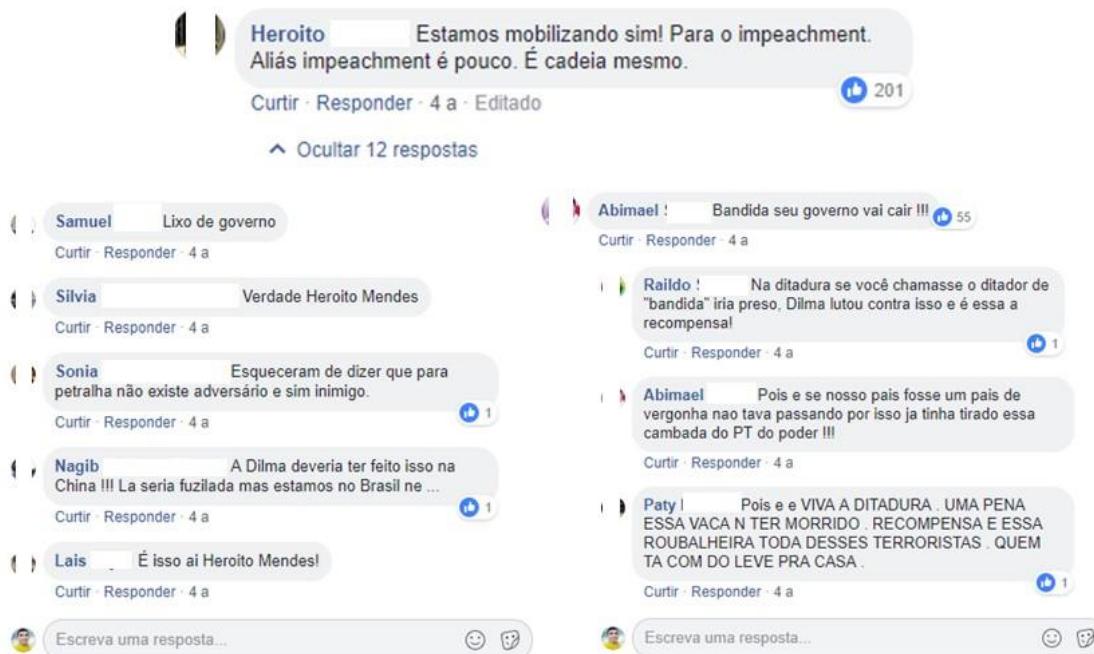 Heroito Estamos mobilizando sim! Para o impeachment.
Aliás impeachment é pouco. É cadeia mesmo.
201
Curtir · Responder · 4 a · Editado
Ocultar 12 respostas
Samuel Lixo de governo
Curtir · Responder · 4 a
Silvia Verdade Heroito Mendes
Curtir · Responder · 4 a
Sonia Esqueceram de dizer que para
petralha não existe adversário e sim inimigo.
1
Curtir · Responder · 4 a
Nagib A Dilma deveria ter feito isso na
China !!! La seria fuzilada mas estamos no Brasil ne ...
1
Curtir · Responder · 4 a
Lais É isso ai Heroito Mendes!
Curtir · Responder · 4 a
Escreva uma resposta...
Abimael Bandida seu governo vai cair !!! 55
Curtir · Responder · 4 a
Raildo Na ditadura se você chamasse o ditador de
"bandida" iria preso, Dilma lutou contra isso e é essa a
recompensa!
1
Curtir · Responder · 4 a
Abimael Pois e se nosso pais fosse um pais de
vergonha nao tava passando por isso ja tinha tirado essa
cambada do PT do poder !!!
Curtir · Responder · 4 a
Paty Pois e e VIVA A DITADURA . UMA PENA
ESSA VACA N TER MORRIDO . RECOMPENSA E ESSA
ROUBALHEIRA TODA DESSES TERRORISTAS . QUEM
TA COM DO LEVE PRA CASA .
1
Curtir · Responder · 4 a
Escreva uma resposta...